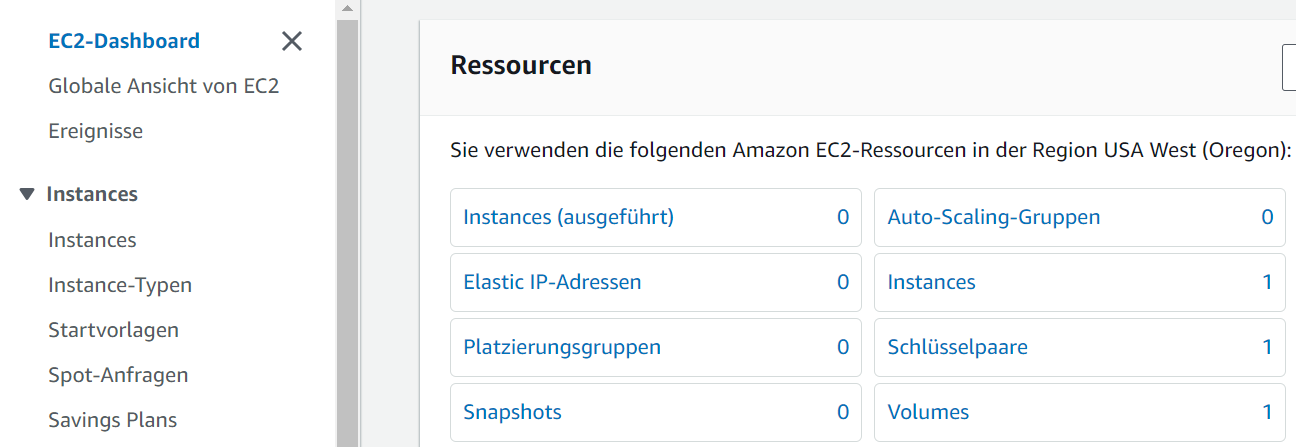 EC2-Dashboard
Globale Ansicht von EC2
Ereignisse
Instances
Instances
Instance-Typen
Startvorlagen
Spot-Anfragen
Savings Plans
Ressourcen
Sie verwenden die folgenden Amazon EC2-Ressourcen in der Region USA West (Oregon):
Instances (ausgeführt) 0
Auto-Scaling-Gruppen 0
Elastic IP-Adressen 0
Instances 1
Platzierungsgruppen 0
Schlüsselpaare 1
Snapshots 0
Volumes 1